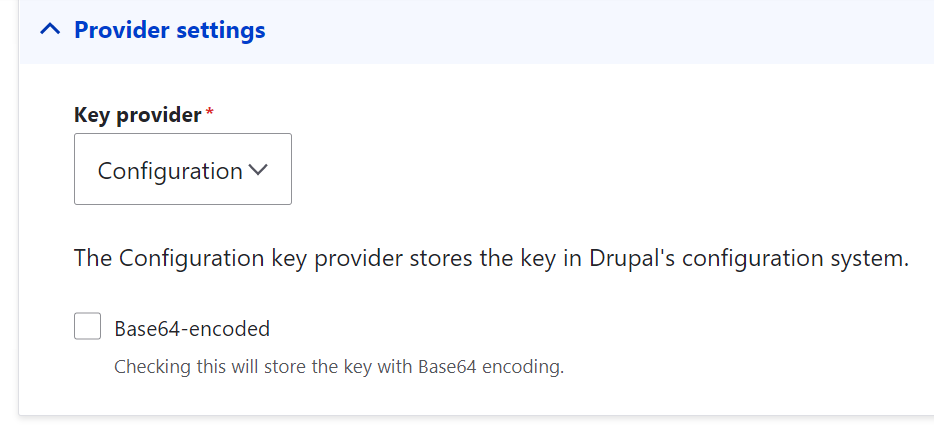 Provider settings
Key provider*
Configuration
The Configuration key provider stores the key in Drupal's configuration system.
Base64-encoded
Checking this will store the key with Base64 encoding.